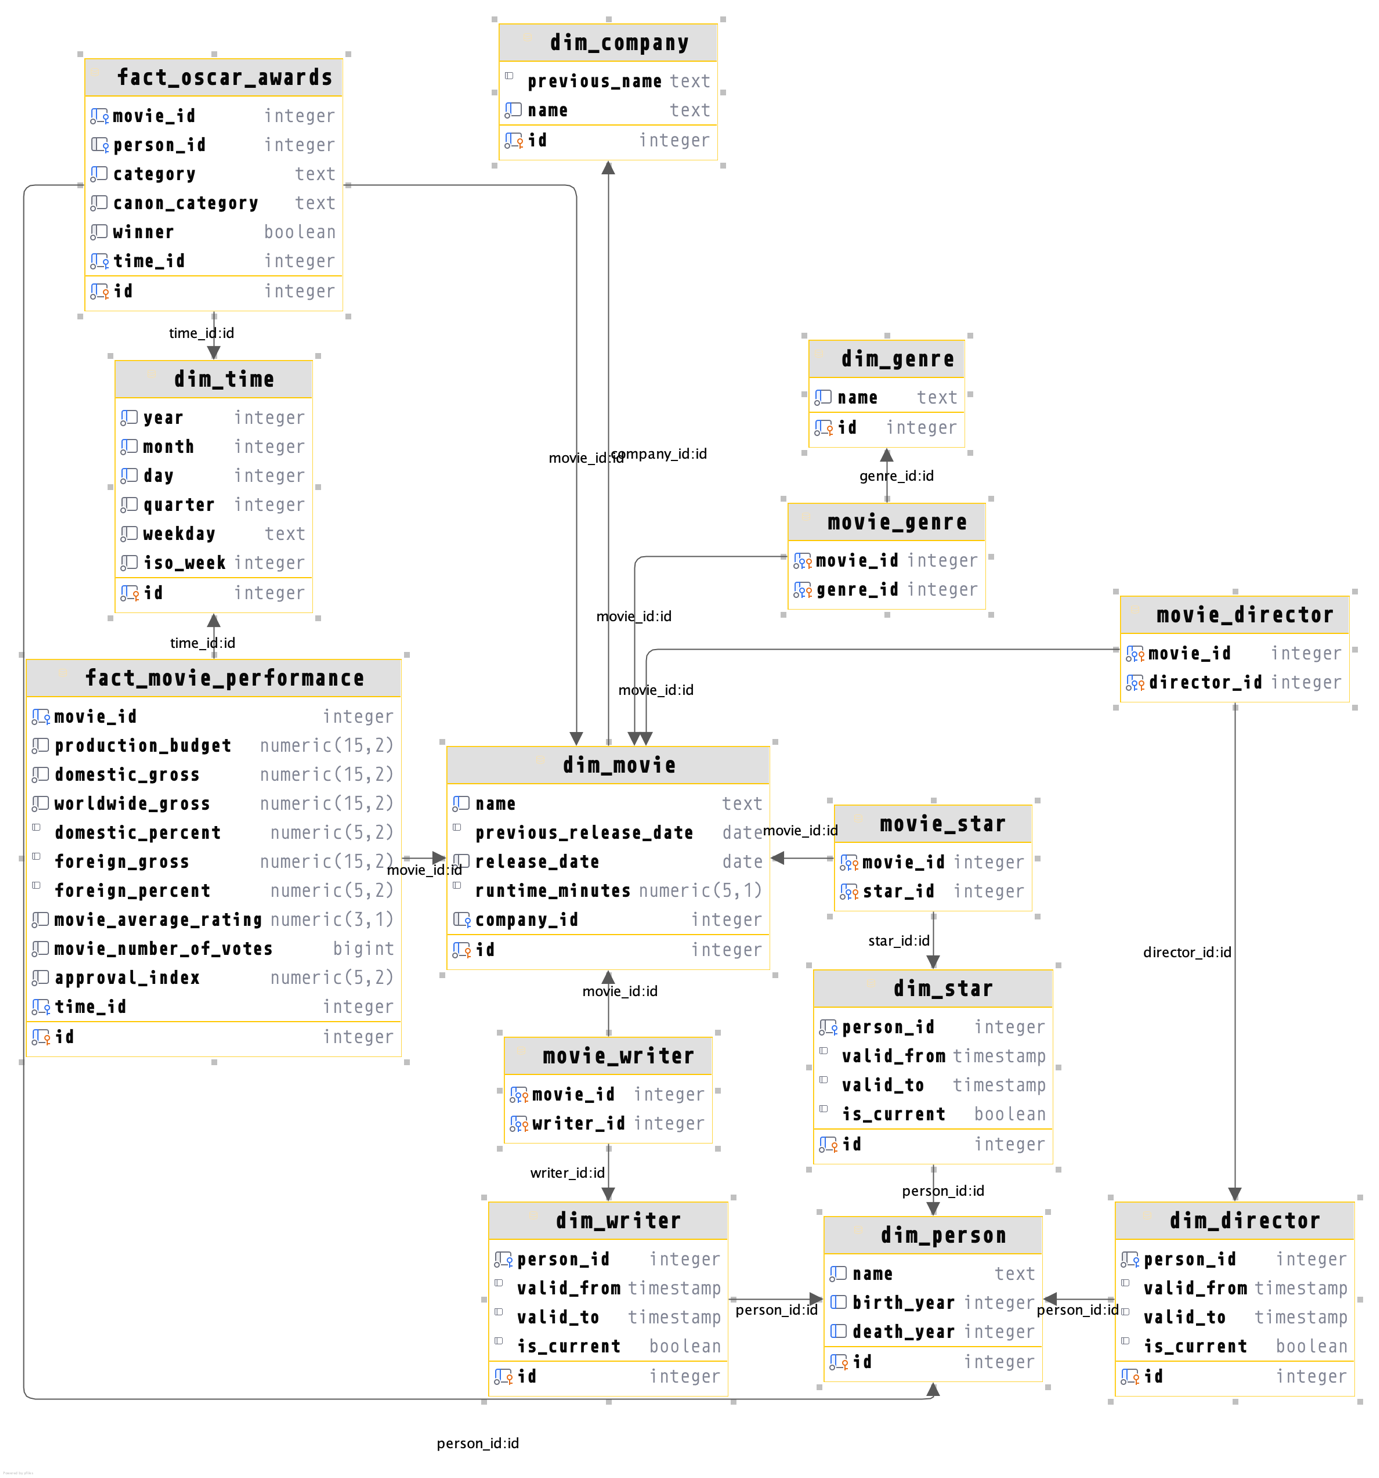 dim_company
previous_name text
name text
id integer
fact_oscar_awards
movie_id integer
person_id integer
category text
canon_category text
winner boolean
time_id integer
id integer
time_id:id
dim_time
year integer
month integer
day integer
quarter integer
weekday text
iso_week integer
id integer
time_id:id
movie_id:id
company_id:id
dim_genre
name text
id integer
genre_id:id
movie_genre
movie_id integer
genre_id integer
movie_id:id
movie_director
movie_id integer
director_id integer
movie_id:id
fact_movie_performance
movie_id integer
production_budget numeric(15,2)
domestic_gross numeric(15,2)
worldwide_gross numeric(15,2)
domestic_percent numeric(5,2)
foreign_gross numeric(15,2)
foreign_percent numeric(5,2)
movie_average_rating numeric(3,1)
movie_number_of_votes bigint
approval_index numeric(5,2)
time_id integer
id integer
movie_id:id
dim_movie
name text
previous_release_date date
release_date date
runtime_minutes numeric(5,1)
company_id integer
id integer
movie_id:id
movie_star
movie_id integer
star_id integer
star_id:id
director_id:id
movie_id:id
movie_writer
movie_id integer
writer_id integer
writer_id:id
dim_star
person_id integer
valid_from timestamp
valid_to timestamp
is_current boolean
id integer
person_id:id
dim_writer
person_id integer
valid_from timestamp
valid_to timestamp
is_current boolean
id integer
person_id:id
dim_person
name text
birth_year integer
death_year integer
id integer
person_id:id
dim_director
person_id integer
valid_from timestamp
valid_to timestamp
is_current boolean
id integer
person_id:id